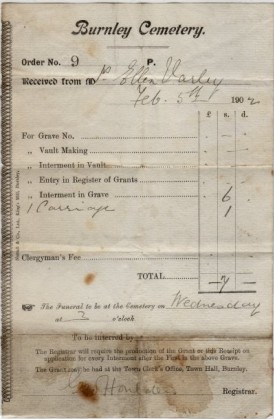 Burnley Cemetery.
Order No. 9 P.
Received from Ellen Varley
Feb. 5th 1902
£ s. d.
For Grave No.
„ Vault Making
„ Interment in Vault
„ Entry in Register of Grants
„ Interment in Grave 6
1 Carriage 1
Clergyman's Fee
TOTAL 7
The Funeral to be at the Cemetery on Wednesday
at 3 o'clock
To be interred by
The Registrar will require the production of the Grant or this Receipt on
application for every Interment after the First in the above Grave.
The Grant may be had at the Town Clerk's Office, Town Hall, Burnley.
Registrar.